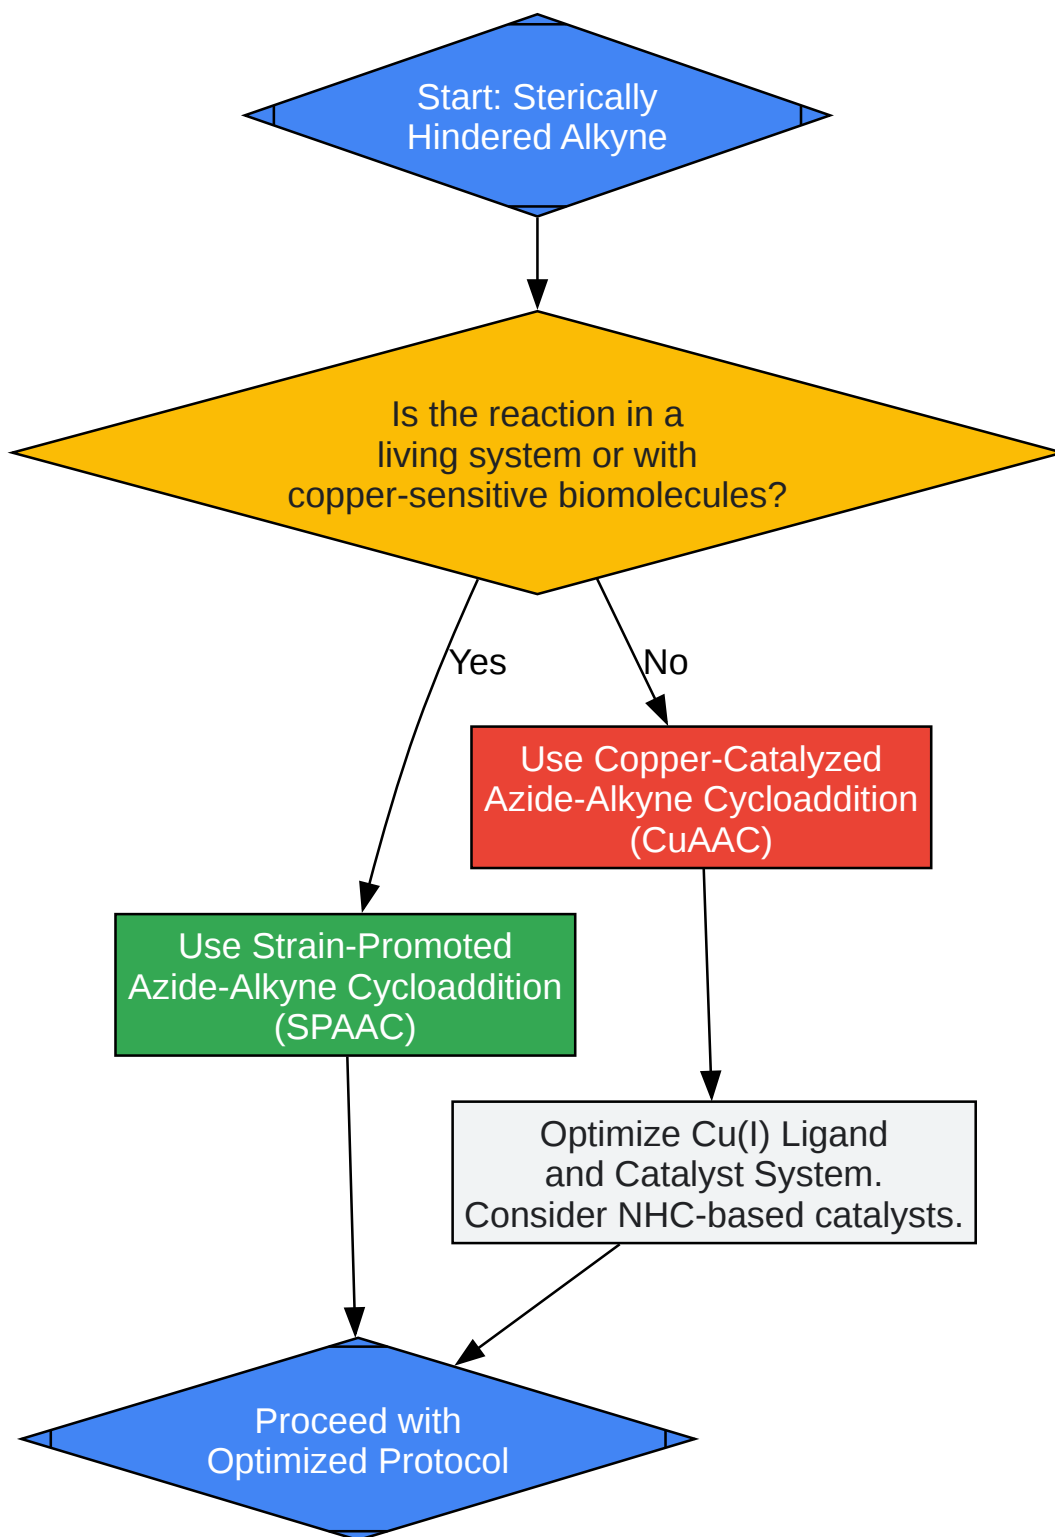 Start: Sterically
Hindered Alkyne
Is the reaction in a
living system or with
copper-sensitive biomolecules?
Yes
No
Use Copper-Catalyzed
Azide-Alkyne Cycloaddition
(CuAAC)
Use Strain-Promoted
Azide-Alkyne Cycloaddition
(SPAAC)
Optimize Cu(I) Ligand
and Catalyst System.
Consider NHC-based catalysts.
Proceed with
Optimized Protocol